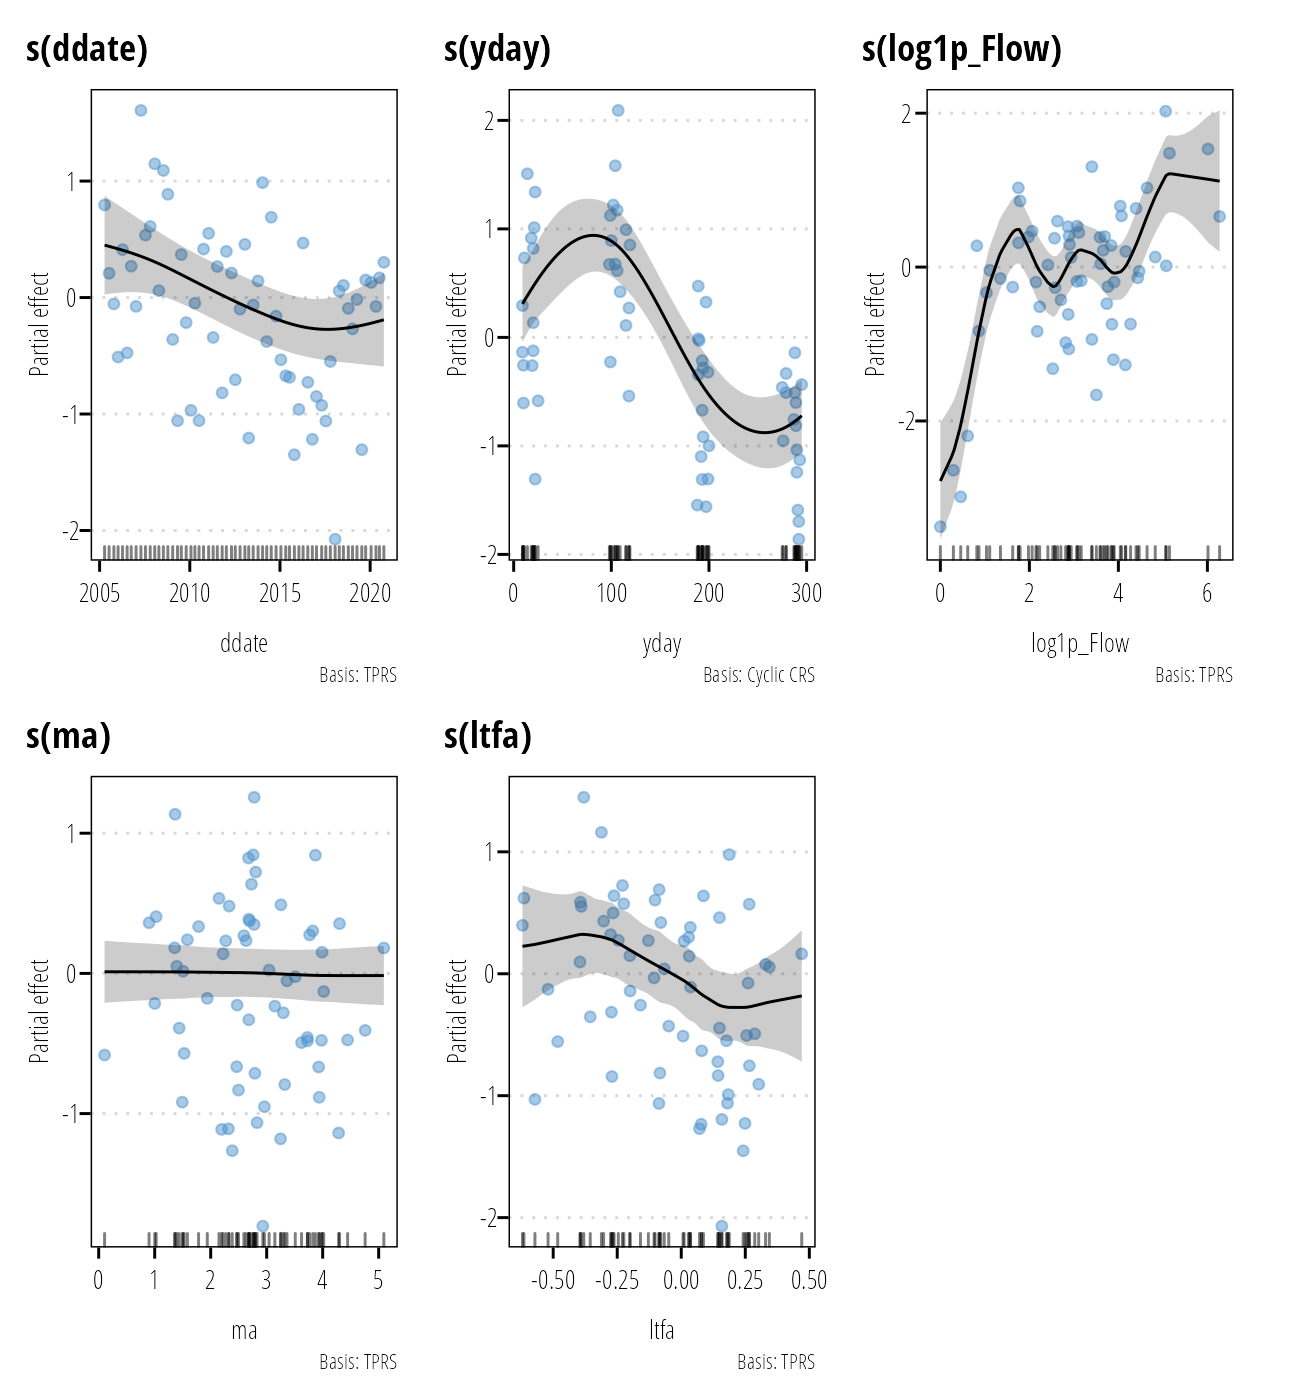 s(ddate)
s(yday)
s(log1p_Flow)
Partial effect
1
0
-1
-2
2005 2010 2015 2020
ddate
Basis: TPRS
Partial effect
2
1
0
-1
-2
0 100 200 300
yday
Basis: Cyclic CRS
Partial effect
2
0
-2
0 2 4 6
log1p_Flow
Basis: TPRS
s(ma)
s(ltfa)
Partial effect
1
0
-1
0 1 2 3 4 5
ma
Basis: TPRS
Partial effect
1
0
-1
-2
-0.50 -0.25 0.00 0.25 0.50
ltfa
Basis: TPRS